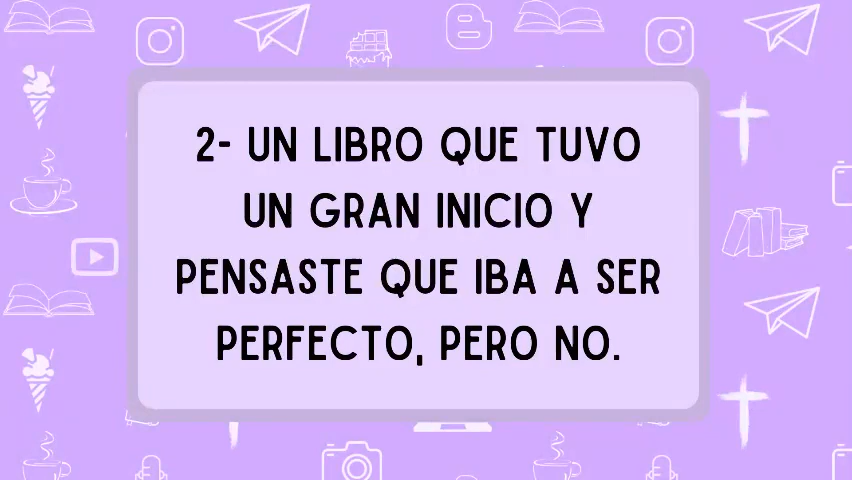 2- UN LIBRO QUE TUVO
UN GRAN INICIO Y
PENSASTE QUE IBA A SER
PERFECTO, PERO NO.